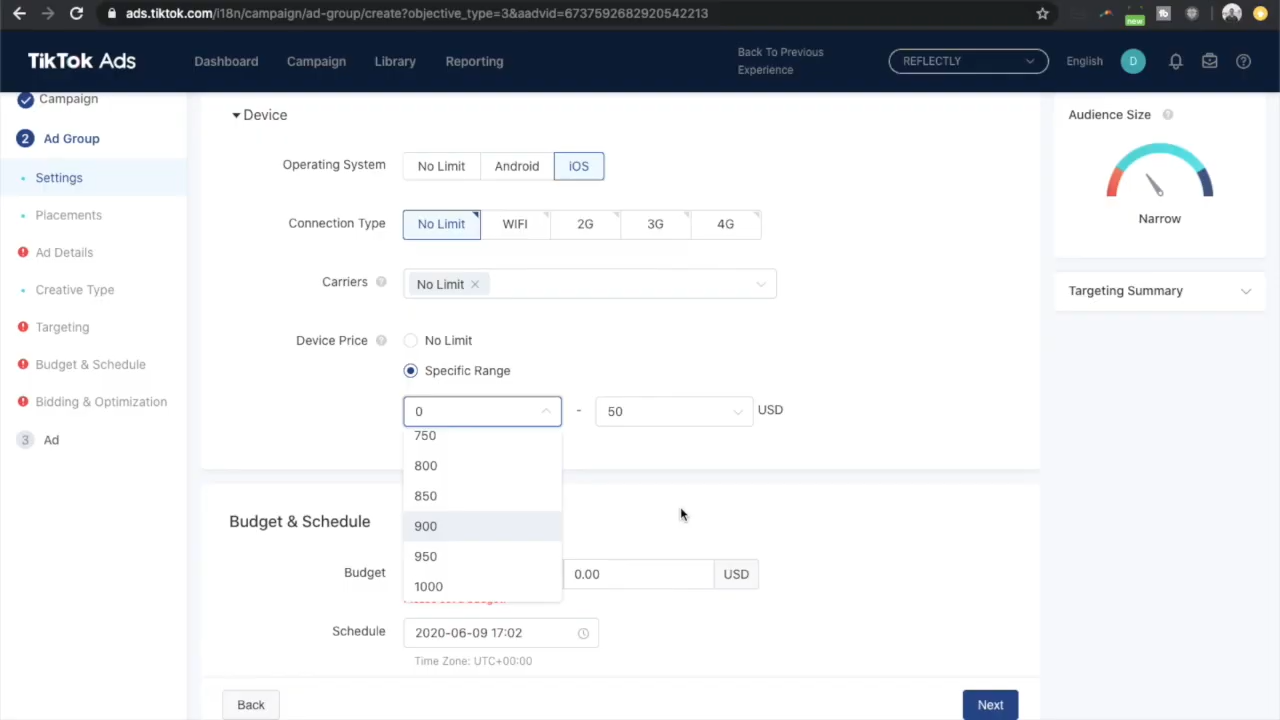 ads.tiktok.com/i18n/campaign/ad-group/create?objective_type=3&aadvid=6737592682920542213
new
TikTok Ads
Dashboard
Campaign
Library
Reporting
Back To Previous
Experience
REFLECTLY
English
D
Campaign
2 Ad Group
Settings
Placements
Ad Details
Creative Type
Targeting
Budget & Schedule
Bidding & Optimization
3 Ad
Device
Operating System
No Limit
Android
iOS
Connection Type
No Limit
WIFI
2G
3G
4G
Carriers ?
No Limit
Device Price ?
No Limit
Specific Range
0 - 50 USD
750
800
850
900
950
1000
Budget & Schedule
Budget
0.00 USD
Schedule
2020-06-09 17:02
Time Zone: UTC+00:00
Back
Next
Audience Size ?
Narrow
Targeting Summary